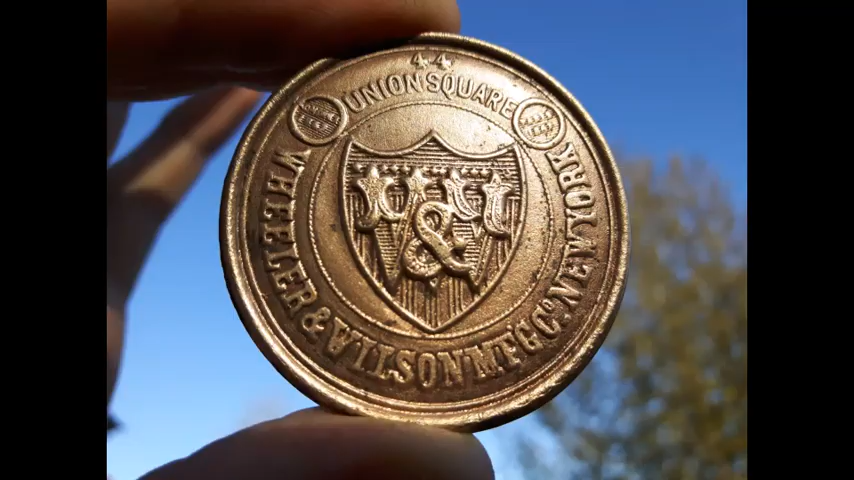 44
UNION SQUARE
WHEELER & WILSON MFG Co. NEW YORK
W & W